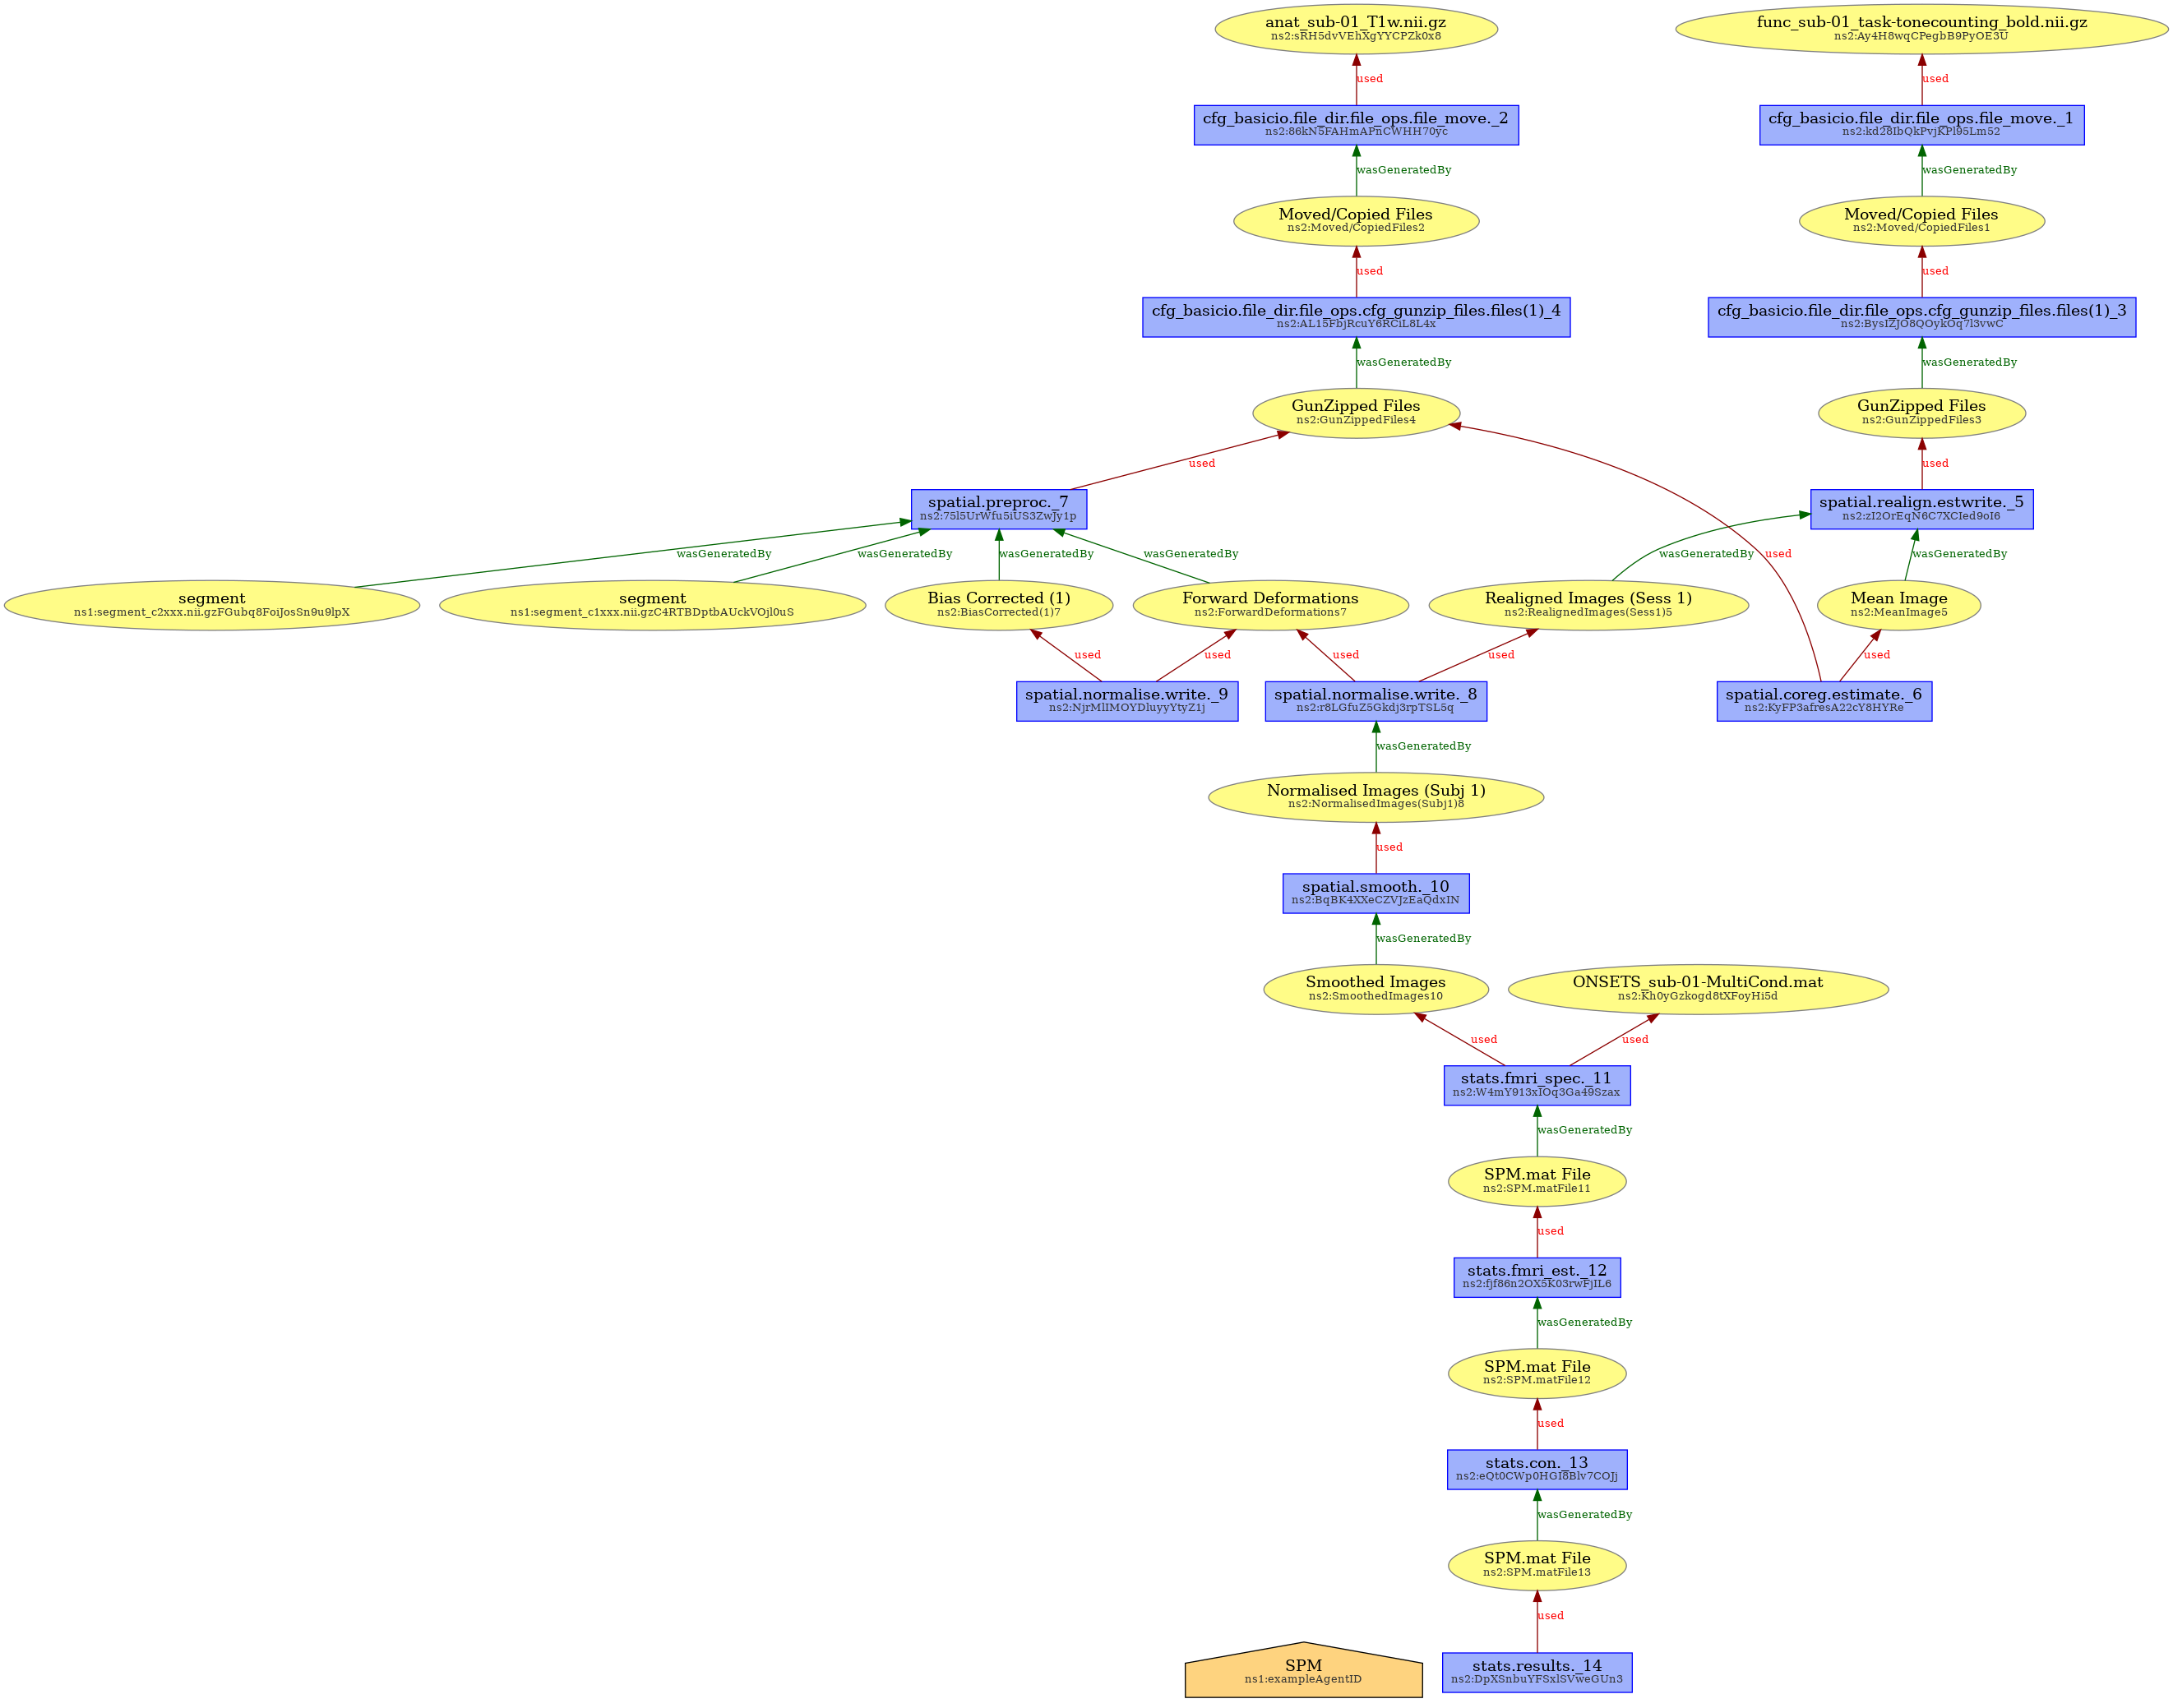 anat_sub-01_T1w.nii.gz
ns2:sRH5dvVEhXgYYCPZk0x8
func_sub-01_task-tonecounting_bold.nii.gz
ns2:Ay4H8wqCPegbB9PyOE3U
used
used
cfg_basicio.file_dir.file_ops.file_move._2
ns2:86kN5FAHmAPnCWHH70yc
cfg_basicio.file_dir.file_ops.file_move._1
ns2:kd28IbQkPvjKPl95Lm52
wasGeneratedBy
wasGeneratedBy
Moved/Copied Files
ns2:Moved/CopiedFiles2
Moved/Copied Files
ns2:Moved/CopiedFiles1
used
used
cfg_basicio.file_dir.file_ops.cfg_gunzip_files.files(1)_4
ns2:AL15FbjRcuY6RCiL8L4x
cfg_basicio.file_dir.file_ops.cfg_gunzip_files.files(1)_3
ns2:BysIZJO8QOykOq7l3vwC
wasGeneratedBy
wasGeneratedBy
GunZipped Files
ns2:GunZippedFiles4
GunZipped Files
ns2:GunZippedFiles3
used
used
spatial.preproc._7
ns2:75l5UrWfu5iUS3ZwJy1p
spatial.realign.estwrite._5
ns2:zI2OrEqN6C7XCIed9oI6
wasGeneratedBy
wasGeneratedBy
wasGeneratedBy
wasGeneratedBy
wasGeneratedBy
used
wasGeneratedBy
segment
ns1:segment_c2xxx.nii.gzFGubq8FoiJosSn9u9lpX
segment
ns1:segment_c1xxx.nii.gzC4RTBDptbAUckVOjl0uS
Bias Corrected (1)
ns2:BiasCorrected(1)7
Forward Deformations
ns2:ForwardDeformations7
Realigned Images (Sess 1)
ns2:RealignedImages(Sess1)5
Mean Image
ns2:MeanImage5
used
used
used
used
used
spatial.normalise.write._9
ns2:NjrMlIMOYDluyyYtyZ1j
spatial.normalise.write._8
ns2:r8LGfuZ5Gkdj3rpTSL5q
spatial.coreg.estimate._6
ns2:KyFP3afresA22cY8HYRe
wasGeneratedBy
Normalised Images (Subj 1)
ns2:NormalisedImages(Subj1)8
used
spatial.smooth._10
ns2:BqBK4XXeCZVJzEaQdxIN
wasGeneratedBy
Smoothed Images
ns2:SmoothedImages10
ONSETS_sub-01-MultiCond.mat
ns2:Kh0yGzkogd8tXFoyHi5d
used
used
stats.fmri_spec._11
ns2:W4mY913xIOq3Ga49Szax
wasGeneratedBy
SPM.mat File
ns2:SPM.matFile11
used
stats.fmri_est._12
ns2:fjf86n2OX5K03rwFjIL6
wasGeneratedBy
SPM.mat File
ns2:SPM.matFile12
used
stats.con._13
ns2:eQt0CWp0HGI8Blv7COJj
wasGeneratedBy
SPM.mat File
ns2:SPM.matFile13
used
SPM
ns1:exampleAgentID
stats.results._14
ns2:DpXSnbuYFSxlSVweGUn3